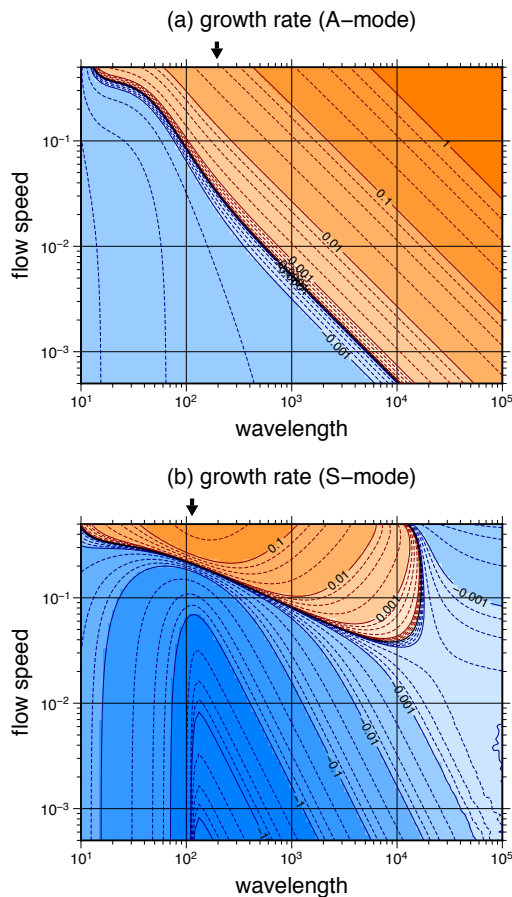 (a) growth rate (A−mode)
10⁻¹
10⁻²
10⁻³
flow speed
1
0.1
0.01
0.001
−0.001
10¹ 10² 10³ 10⁴ 10⁵
wavelength
(b) growth rate (S−mode)
10⁻¹
10⁻²
10⁻³
flow speed
0.1
0.01
0.001
−0.001
−0.001
−0.01
−0.1
−1
10¹ 10² 10³ 10⁴ 10⁵
wavelength